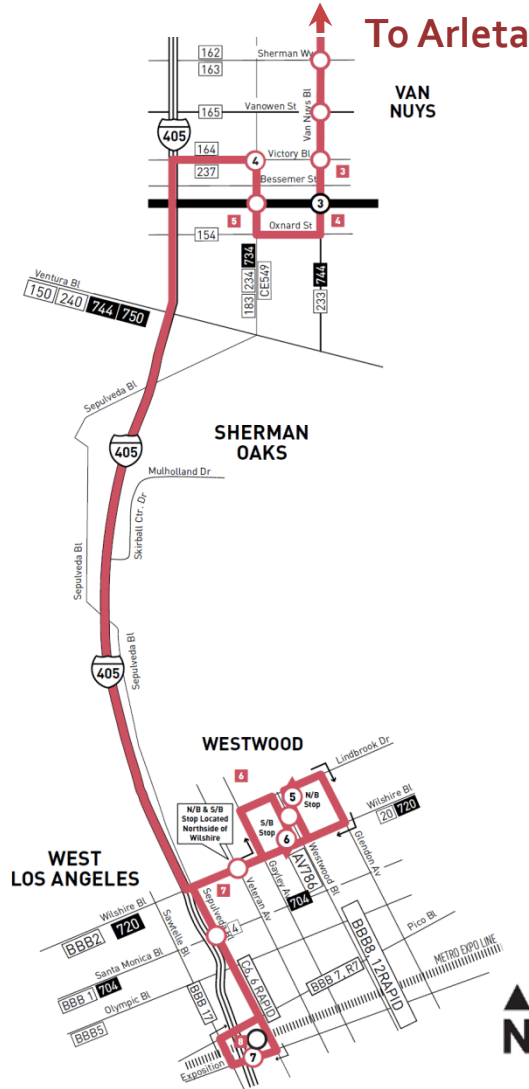 To Arleta
162
Sherman Wy
163
VAN
NUYS
Van Nuys Bl
165
Vanowen St
405
164
4
Victory Bl
237
3
Bessemer St
3
5
4
Oxnard St
154
734
183
234
CE549
744
233
Ventura Bl
150
240
744
750
Sepulveda Bl
SHERMAN
OAKS
405
Mulholland Dr
Skirball Ctr. Dr
Sepulveda Bl
Sepulveda Bl
405
WESTWOOD
Lindbrook Dr
6
5
N/B
Stop
Wilshire Bl
20
720
N/B & S/B
Stop Located
Northside of
Wilshire
S/B
Stop
6
WEST
LOS ANGELES
7
Gayley Av
AV786
Westwood Bl
Glendon Av
704
Veteran Av
Sepulveda Bl
4
Wilshire Bl
BBB2
720
Sawtelle Bl
Pico Bl
Santa Monica Bl
BBB 1
704
BBB8, 12RAPID
METRO EXPO LINE
Olympic Bl
BBB5
BBB 17
C6, 6RAPID
BBB 7, R7
8
7
Exposition
N